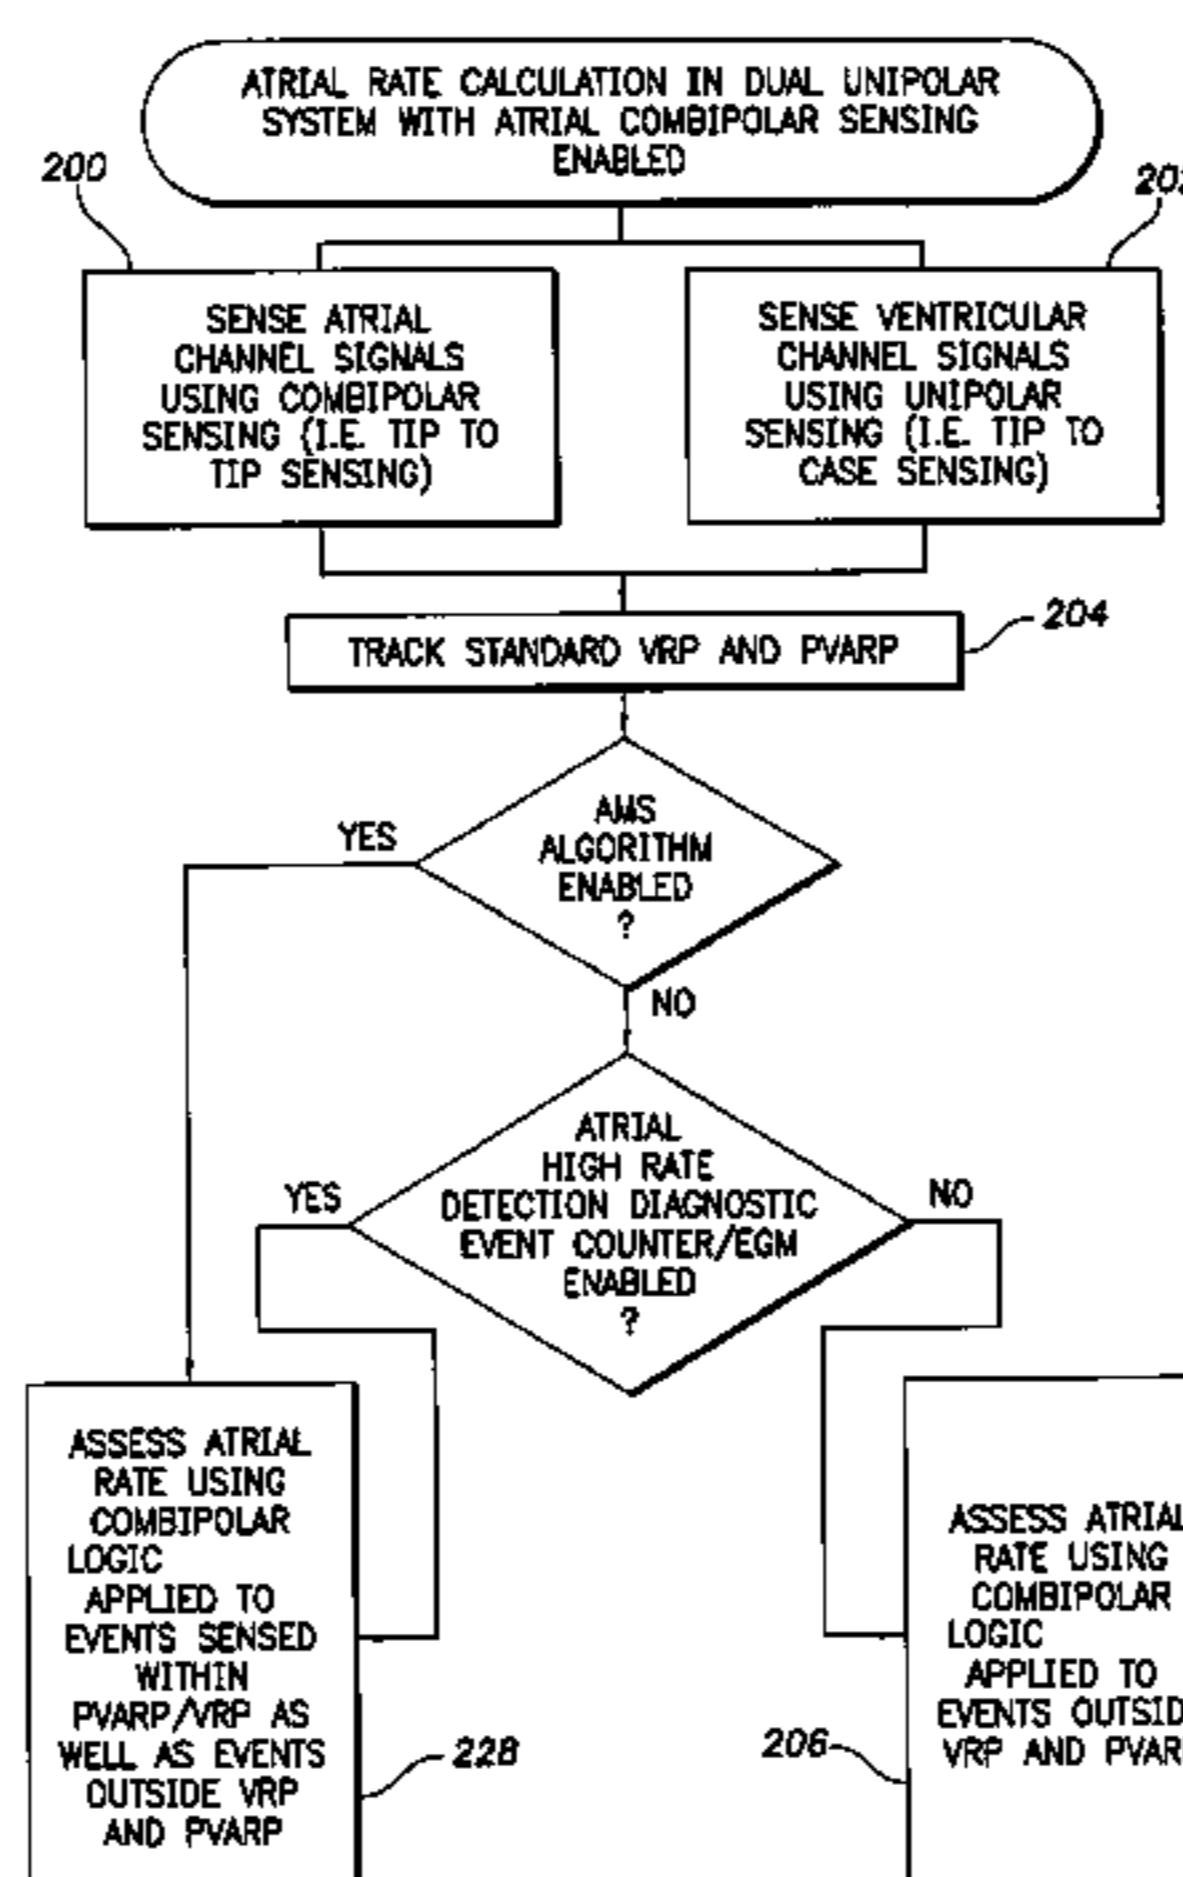 ATRIAL RATE CALCULATION IN DUAL UNIPOLAR
SYSTEM WITH ATRIAL COMBIPOLAR SENSING
ENABLED
200
SENSE ATRIAL
CHANNEL SIGNALS
USING COMBIPOLAR
SENSING (I.E. TIP TO
TIP SENSING)
SENSE VENTRICULAR
CHANNEL SIGNALS
USING UNIPOLAR
SENSING (I.E. TIP TO
CASE SENSING)
TRACK STANDARD VRP AND PVARP
204
AMS
ALGORITHM
ENABLED
?
YES
NO
ATRIAL
HIGH RATE
DETECTION DIAGNOSTIC
EVENT COUNTER/EGM
ENABLED
?
YES
NO
ASSESS ATRIAL
RATE USING
COMBIPOLAR
LOGIC
APPLIED TO
EVENTS SENSED
WITHIN
PVARP/VRP AS
WELL AS EVENTS
OUTSIDE VRP
AND PVARP
228
206
ASSESS ATRIAL
RATE USING
COMBIPOLAR
LOGIC
APPLIED TO
EVENTS
VRP AND